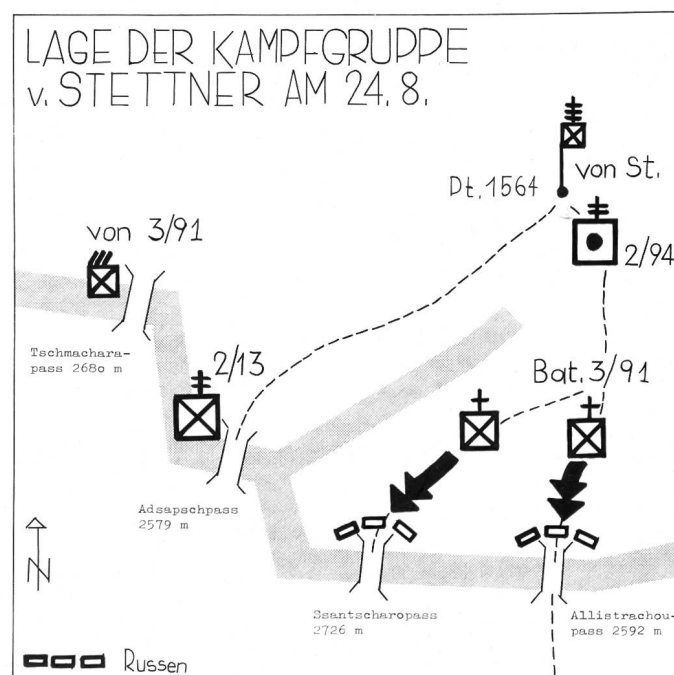 LAGE DER KAMPFGRUPPE
v. STETTNER AM 24.8.
von St.
Pt. 1564
von 3/91
2/94
Tschmachara-
pass 2680 m
2/13
Bat. 3/91
Adsapschpass
2579 m
N
Ssantscharopass
2726 m
Allistrachou-
pass 2592 m
Russen